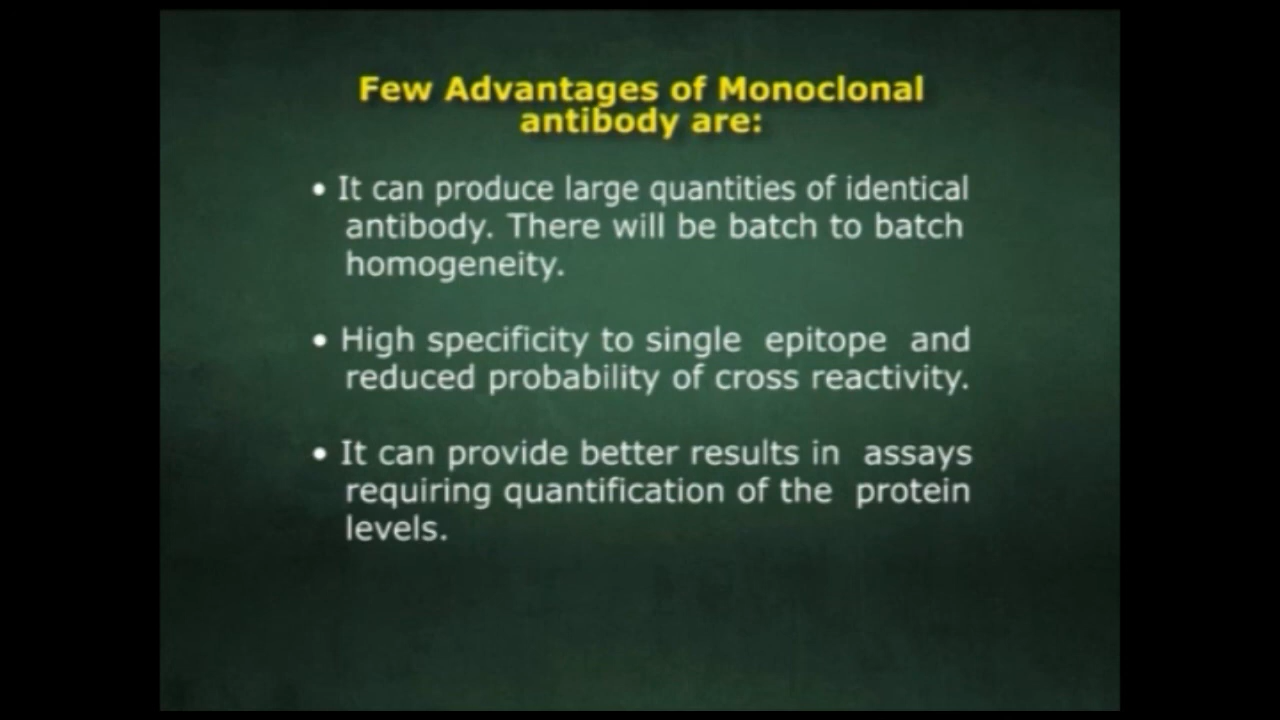 Few Advantages of Monoclonal
antibody are:
• It can produce large quantities of identical
antibody. There will be batch to batch
homogeneity.
• High specificity to single epitope and
reduced probability of cross reactivity.
• It can provide better results in assays
requiring quantification of the protein
levels.